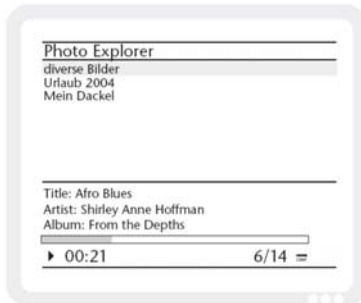 Photo Explorer
diverse Bilder
Urlaub 2004
Mein Dackel
Title: Afro Blues
Artist: Shirley Anne Hoffman
Album: From the Depths
00:21 6/14